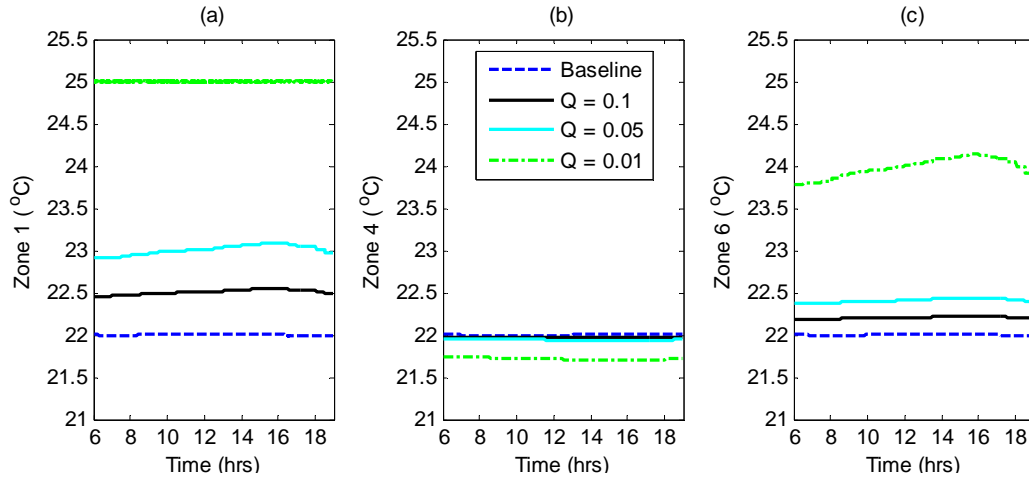 (a)
25.5
25
24.5
24
23.5
23
22.5
22
21.5
21
6 8 10 12 14 16 18
Time (hrs)
Zone 1 ( °C)
(b)
25.5
25
24.5
24
23.5
23
22.5
22
21.5
21
6 8 10 12 14 16 18
Time (hrs)
Zone 4 ( °C)
Baseline
Q = 0.1
Q = 0.05
Q = 0.01
(c)
25.5
25
24.5
24
23.5
23
22.5
22
21.5
21
6 8 10 12 14 16 18
Time (hrs)
Zone 6 ( °C)